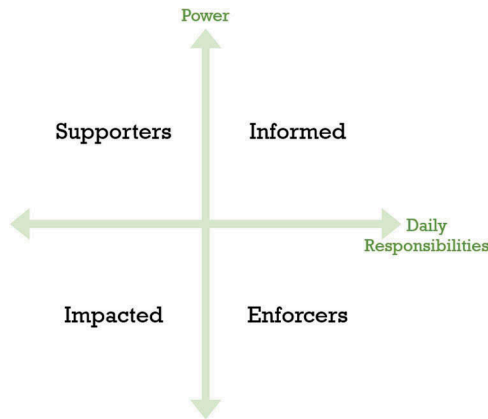 Power
Supporters
Informed
Daily
Responsibilities
Impacted
Enforcers